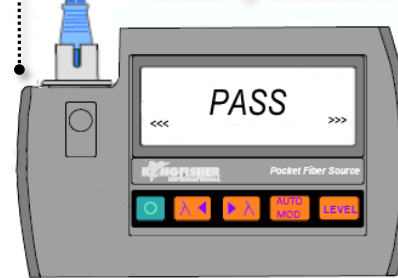 PASS
<<< >>>
KINGFISHER
INTERNATIONAL
Pocket Fiber Source
λ ◀ ▶ λ AUTO MOD LEVEL